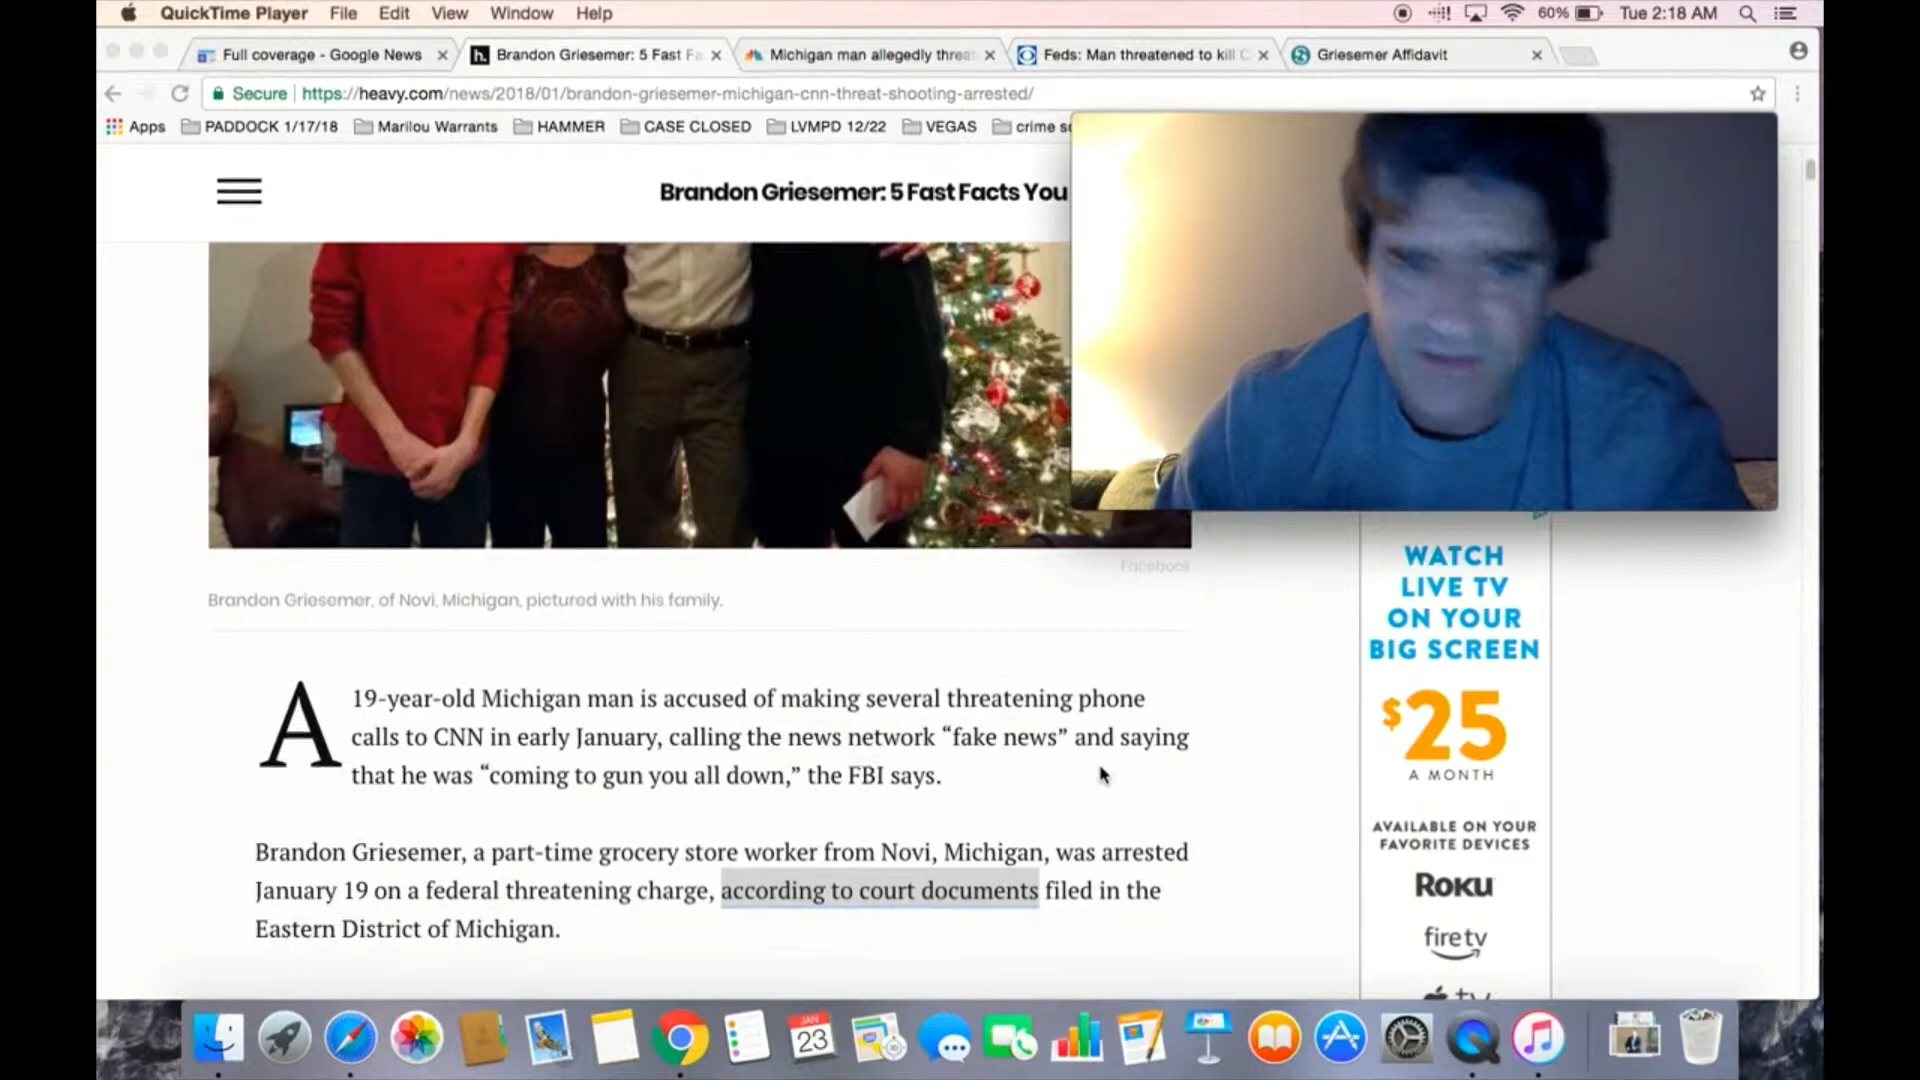 QuickTime Player File Edit View Window Help 60% Tue 2:18 AM
Full coverage - Google News Brandon Griesemer: 5 Fast Fa Michigan man allegedly threa Feds: Man threatened to kill C Griesemer Affidavit
Secure https://heavy.com/news/2018/01/brandon-griesemer-michigan-cnn-threat-shooting-arrested/
Apps PADDOCK 1/17/18 Marilou Warrants HAMMER CASE CLOSED LVMPD 12/22 VEGAS crime sc
Brandon Griesemer: 5 Fast Facts You
Facebook
Brandon Griesemer, of Novi, Michigan, pictured with his family.
A 19-year-old Michigan man is accused of making several threatening phone
calls to CNN in early January, calling the news network “fake news” and saying
that he was “coming to gun you all down,” the FBI says.
Brandon Griesemer, a part-time grocery store worker from Novi, Michigan, was arrested
January 19 on a federal threatening charge, according to court documents filed in the
Eastern District of Michigan.
WATCH
LIVE TV
ON YOUR
BIG SCREEN
$25
A MONTH
AVAILABLE ON YOUR
FAVORITE DEVICES
ROKU
fire tv
tv
JAN
23